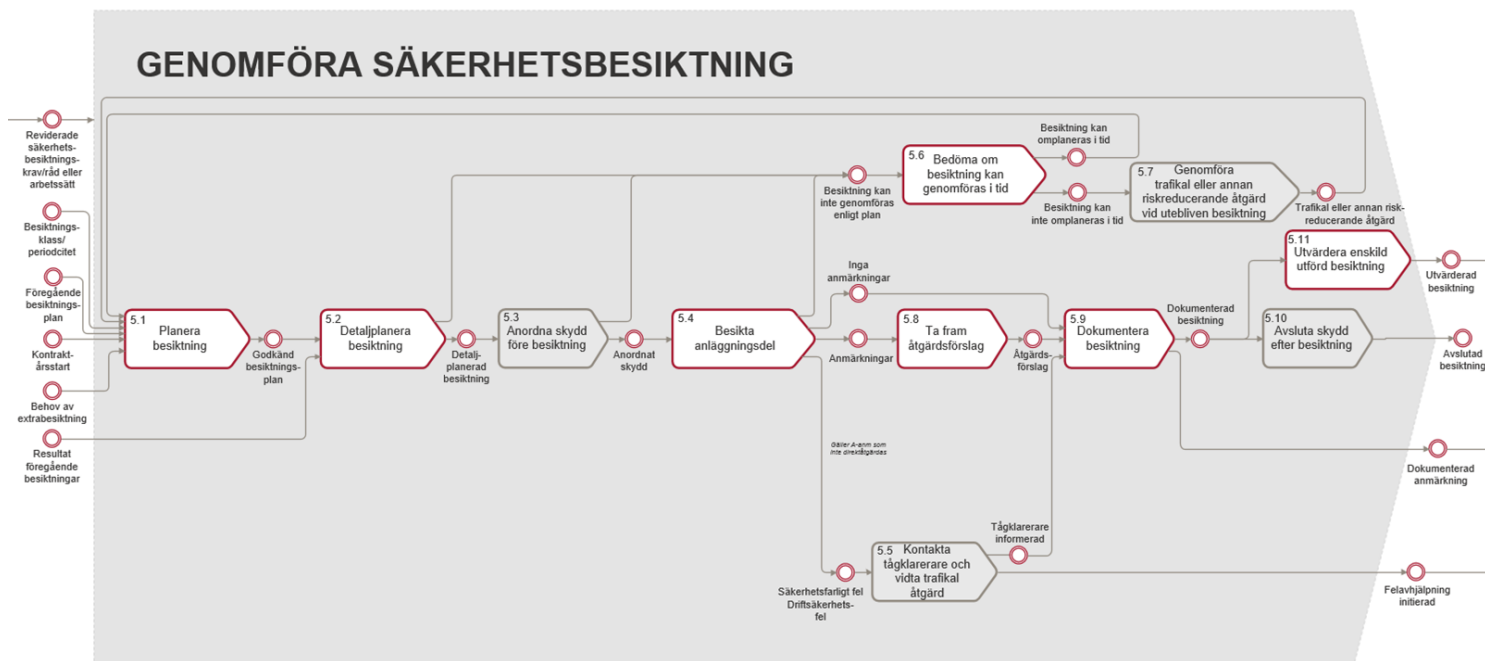 GENOMFÖRA SÄKERHETSBESIKTNING
Reviderade
säkerhets-
besiktnings-
krav/råd eller
arbetssätt
Besiktnings-
klass/
periodcitet
Föregående
besiktnings-
plan
Kontrakt-
årsstart
Behov av
extrabesiktning
Resultat
föregående
besiktningar
5.1
Planera
besiktning
Godkänd
besiktnings-
plan
5.2
Detaljplanera
besiktning
Detalj-
planerad
besiktning
5.3
Anordna skydd
före besiktning
Anordnat
skydd
5.4
Besikta
anläggningsdel
Besiktning kan
inte genomföras
enligt plan
5.6
Bedöma om
besiktning kan
genomföras i tid
Besiktning kan
omplaneras i tid
Besiktning kan
inte omplaneras i tid
5.7
Genomföra
trafikal eller annan
riskreducerande åtgärd
vid utebliven besiktning
Trafikal eller annan risk-
reducerande åtgärd
Inga
anmärkningar
Anmärkningar
5.8
Ta fram
åtgärdsförslag
Åtgärds-
förslag
5.9
Dokumentera
besiktning
Dokumenterad
besiktning
5.11
Utvärdera enskild
utförd besiktning
Utvärderad
besiktning
5.10
Avsluta skydd
efter besiktning
Avslutad
besiktning
Gäller A-anm som
inte direktåtgärdas
Dokumenterad
anmärkning
Säkerhetsfarligt fel
Driftsäkerhets-
fel
5.5 Kontakta
tågklarerare och
vidta trafikal
åtgärd
Tågklarerare
informerad
Felavhjälpning
initierad